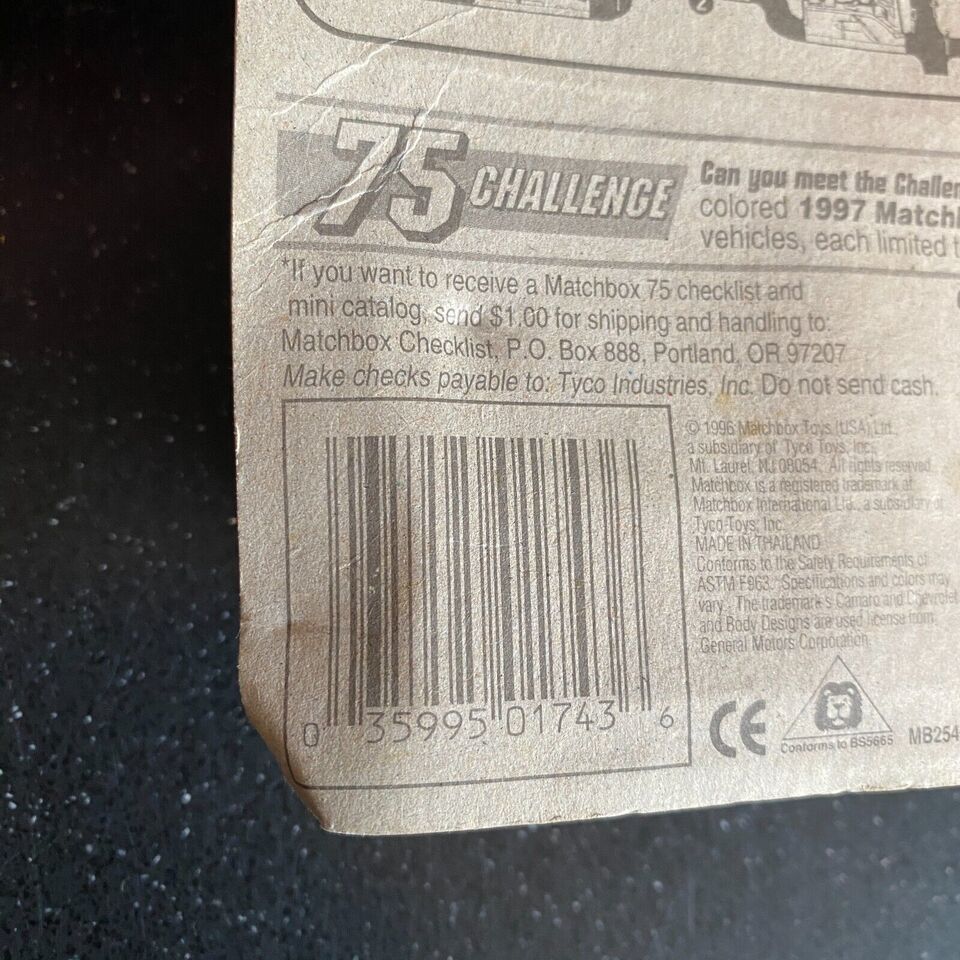 75 CHALLENGE
Can you meet the Challen
colored 1997 Matchb
vehicles, each limited t
*If you want to receive a Matchbox 75 checklist and
mini catalog, send $1.00 for shipping and handling to:
Matchbox Checklist, P.O. Box 888, Portland, OR 97207
Make checks payable to: Tyco Industries, Inc. Do not send cash.
© 1996 Matchbox Toys (USA) Ltd.
a subsidiary of Tyco Toys, Inc.
Mt. Laurel, NJ 08054. All rights reserved.
Matchbox is a registered trademark of
Matchbox International Ltd., a subsidiary of
Tyco Toys, Inc.
MADE IN THAILAND
Conforms to the Safety Requirements of
ASTM F963. Specifications and colors may
vary. The trademarks Camaro and Chevrolet
and Body Designs are used license from
General Motors Corporation.
0 35995 01743 6
CE
Conforms to BS5665
MB254